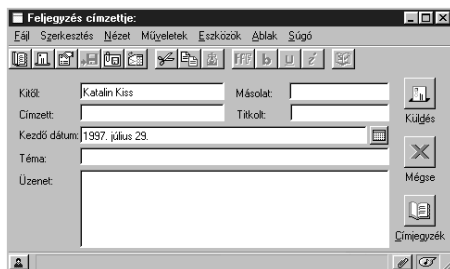 Feljegyzés címzettje:
Fájl Szerkesztés Nézet Műveletek Eszközök Ablak Súgó
b U i
Kitől: Katalin Kiss Másolat:
Címzett: Titkolt:
Kezdő dátum: 1997. július 29.
Téma:
Üzenet:
Küldés
Mégse
Címjegyzék